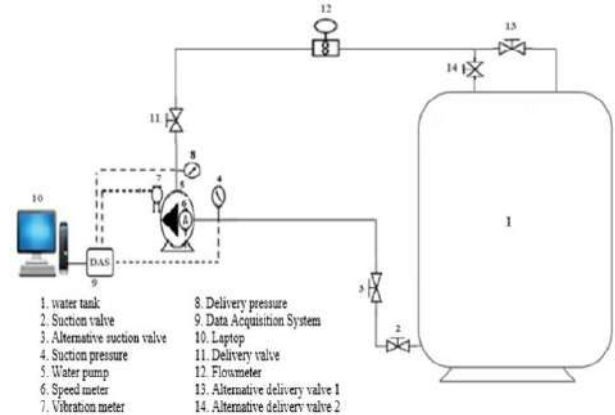 12
13
14
11
8
7
5
4
6
10
1
DAS
9
3
2
1. water tank
2. Suction valve
3. Alternative suction valve
4. Suction pressure
5. Water pump
6. Speed meter
7. Vibration meter
8. Delivery pressure
9. Data Acquisition System
10. Laptop
11. Delivery valve
12. Flowmeter
13. Alternative delivery valve 1
14. Alternative delivery valve 2